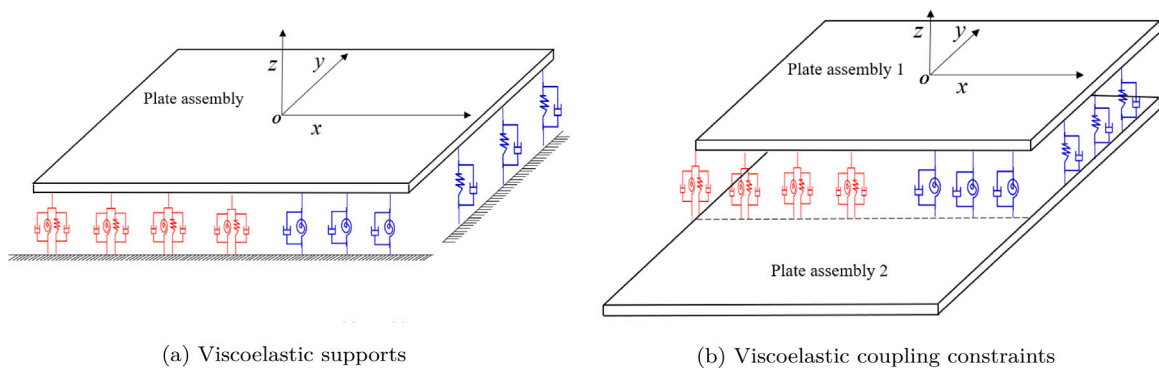 z
y
Plate assembly
o
x
z
y
Plate assembly 1
o
x
Plate assembly 2
(a) Viscoelastic supports
(b) Viscoelastic coupling constraints